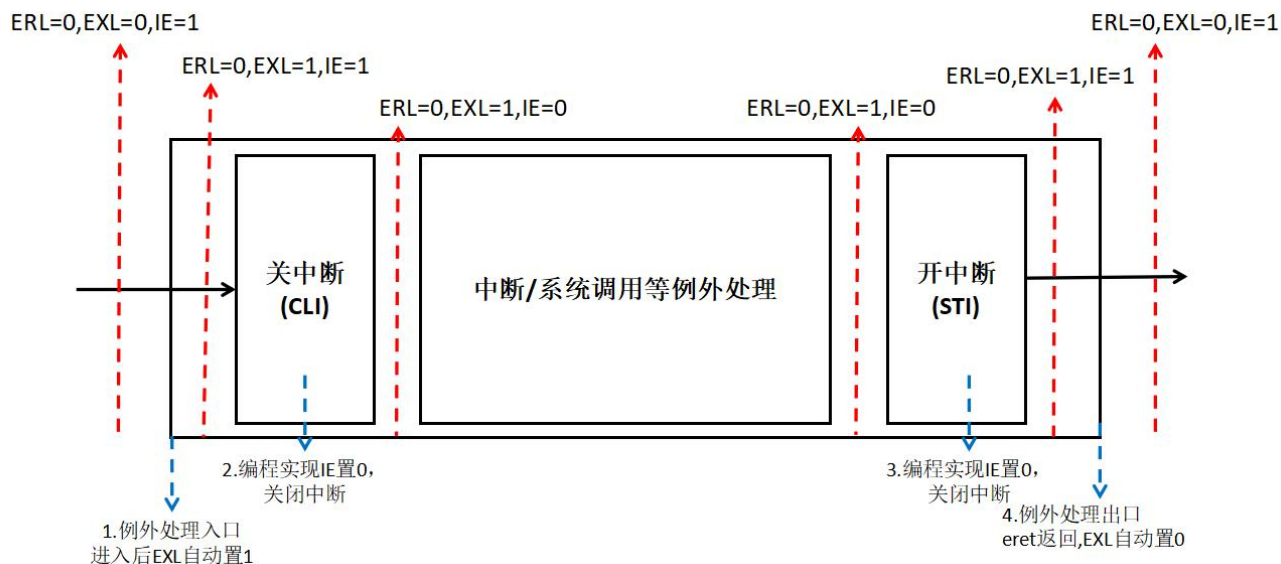 ERL=0,EXL=0,IE=1
ERL=0,EXL=1,IE=1
ERL=0,EXL=1,IE=0
ERL=0,EXL=1,IE=0
ERL=0,EXL=1,IE=1
ERL=0,EXL=0,IE=1
关中断
(CLI)
中断/系统调用等例外处理
开中断
(STI)
1.例外处理入口
进入后EXL自动置1
2.编程实现IE置0，
关闭中断
3.编程实现IE置0，
关闭中断
4.例外处理出口
eret返回,EXL自动置0